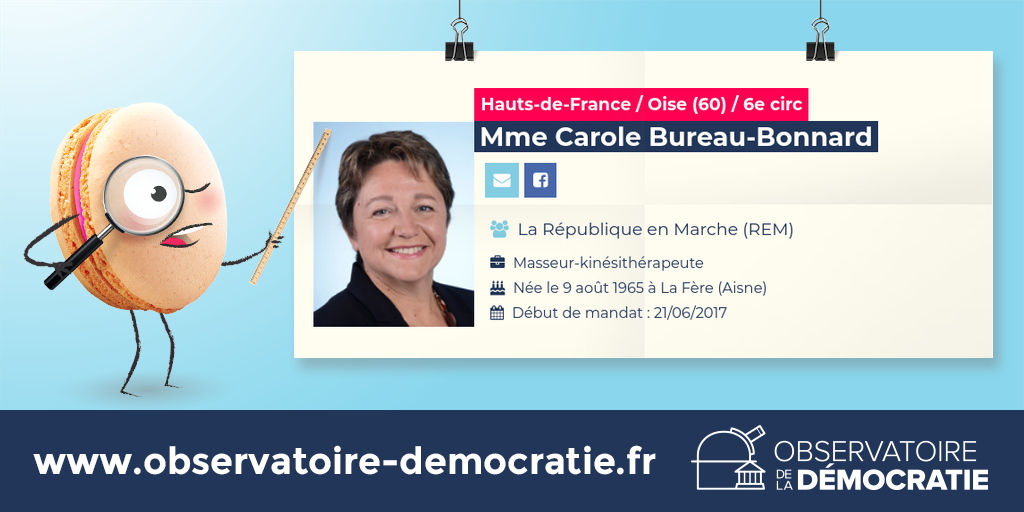 Hauts-de-France / Oise (60) / 6e circ
Mme Carole Bureau-Bonnard
La République en Marche (REM)
Masseur-kinésithérapeute
Née le 9 août 1965 à La Fère (Aisne)
Début de mandat : 21/06/2017
www.observatoire-democratie.fr
OBSERVATOIRE
DE LA DÉMOCRATIE